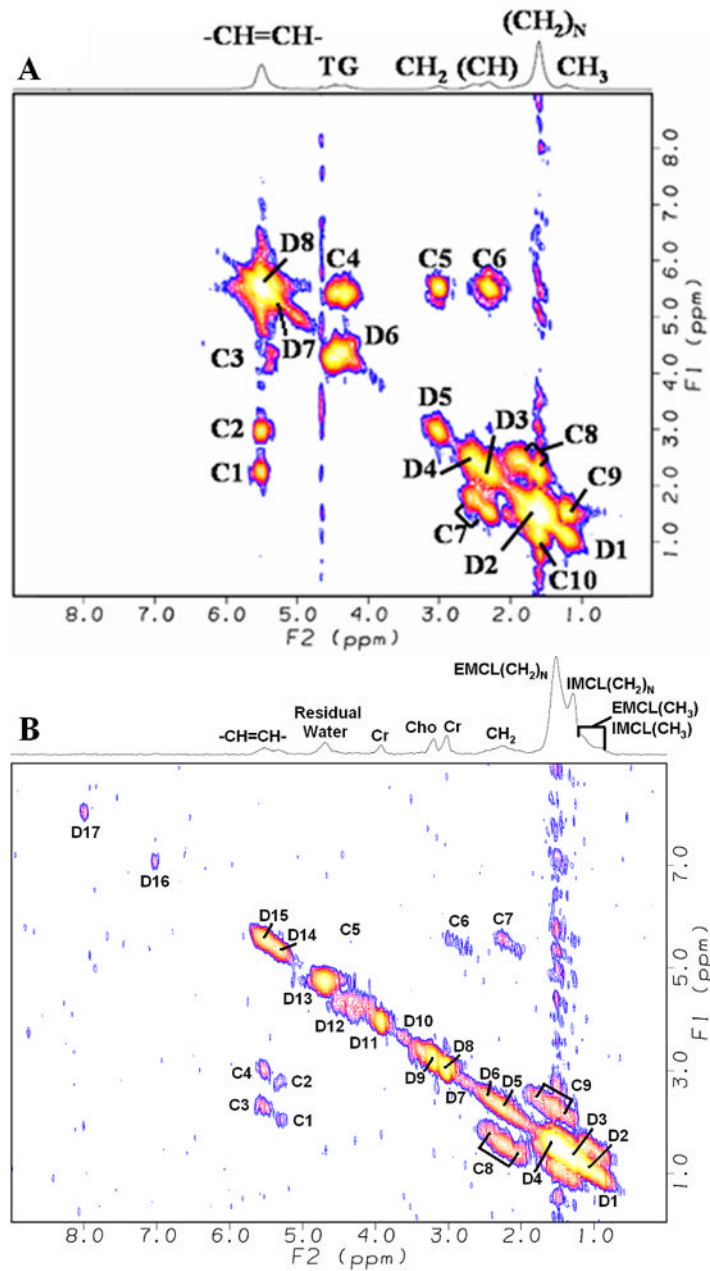 A
-CH=CH-
TG
CH₂
(CH)
(CH₂)N
CH₃
D8
C4
C5
C6
C3
D7
D6
C2
C1
D5
D3
C8
D4
C9
C7
D2
D1
C10
8.0
7.0
6.0
5.0
4.0
3.0
2.0
1.0
F1 (ppm)
8.0 7.0 6.0 5.0 4.0 3.0 2.0 1.0
F2 (ppm)
B
-CH=CH-
Residual
Water
Cr
Cho
Cr
CH₂
EMCL(CH₂)N
IMCL(CH₂)N
EMCL(CH₃)
IMCL(CH₃)
D17
D16
D15
D14
C5
C6
C7
D13
D12
D11
D10
D9
D8
C4
C2
C3
C1
D7
D6
D5
C9
D3
D2
C8
D4
D1
7.0
5.0
3.0
1.0
F1 (ppm)
8.0 7.0 6.0 5.0 4.0 3.0 2.0 1.0
F2 (ppm)